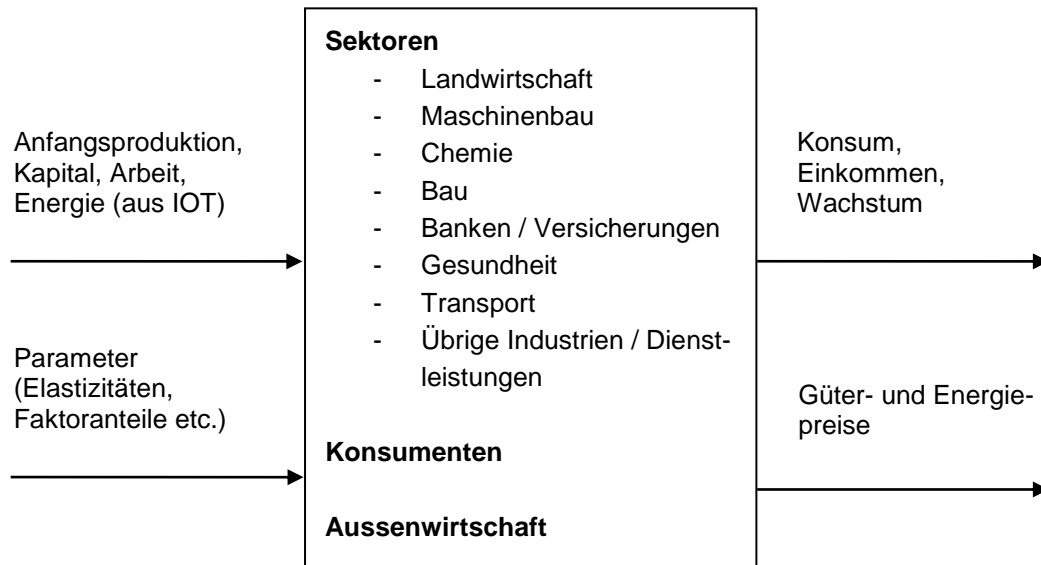 Anfangsproduktion,
Kapital, Arbeit,
Energie (aus IOT)
Parameter
(Elastizitäten,
Faktoranteile etc.)
Sektoren
- Landwirtschaft
- Maschinenbau
- Chemie
- Bau
- Banken / Versicherungen
- Gesundheit
- Transport
- Übrige Industrien / Dienst-
leistungen
Konsumenten
Aussenwirtschaft
Konsum,
Einkommen,
Wachstum
Güter- und Energie-
preise